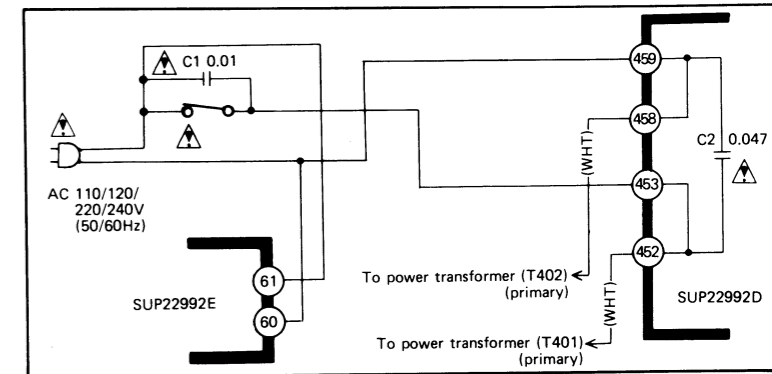 C1 0.01
459
458
(WHT)
C2 0.047
AC 110/120/
220/240V
(50/60Hz)
453
452
61
To power transformer (T402)
(primary)
SUP22992E
(WHT)
SUP22992D
60
To power transformer (T401)
(primary)